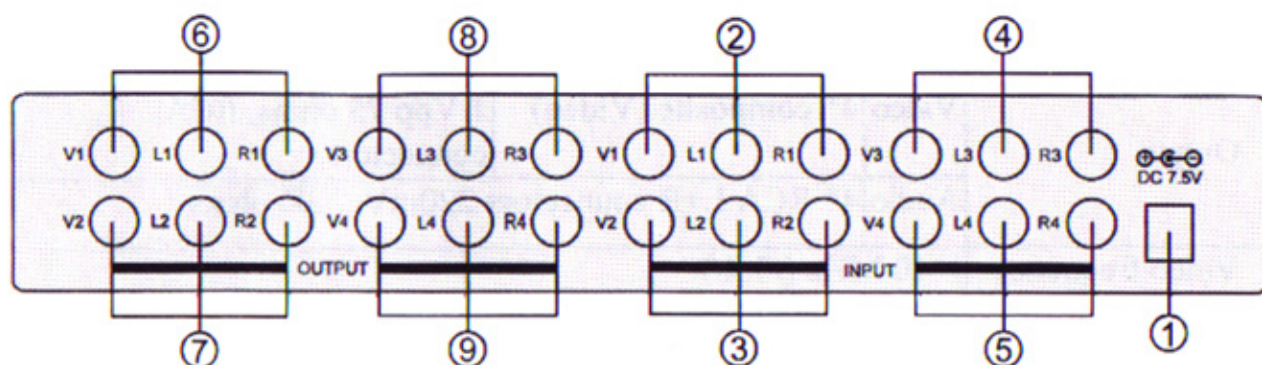 ⑥ ⑧ ② ④
V1 L1 R1 V3 L3 R3 V1 L1 R1 V3 L3 R3
DC 7.5V
V2 L2 R2 V4 L4 R4 V2 L2 R2 V4 L4 R4
OUTPUT INPUT
⑦ ⑨ ③ ⑤ ①